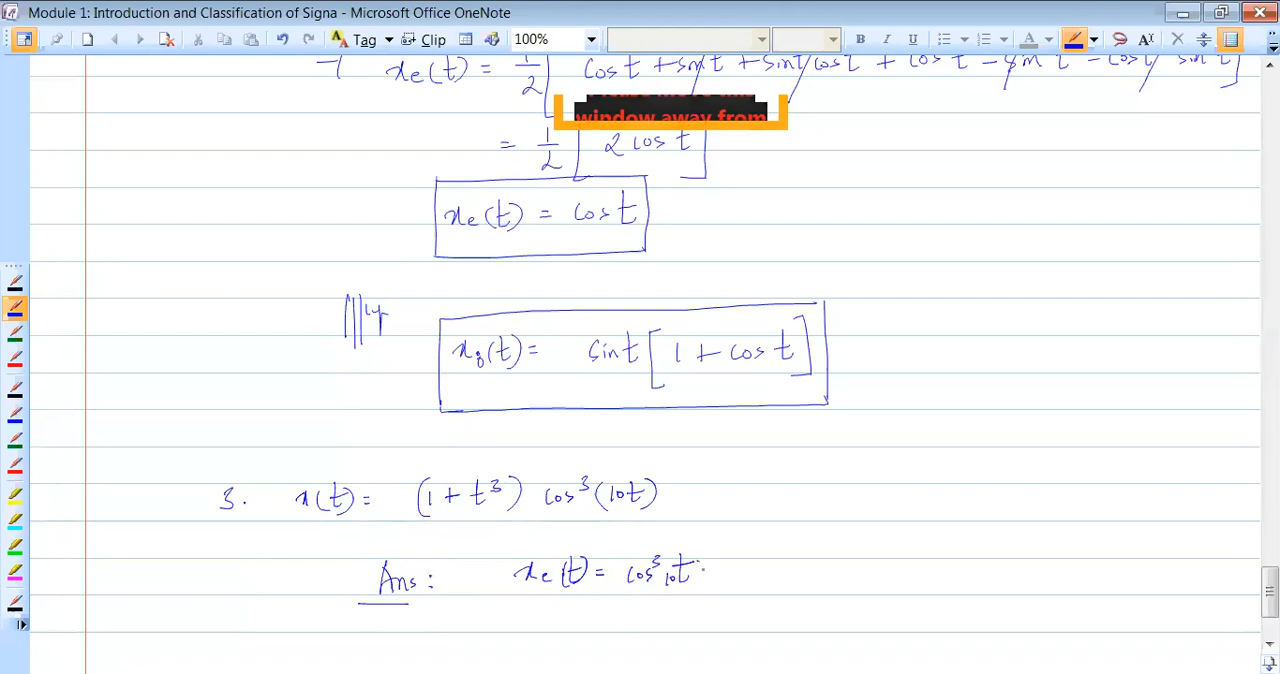 Module 1: Introduction and Classification of Signa - Microsoft Office OneNote
Tag Clip 100% B I U A
xe(t) = 1/2 [ cos t + sin t + sin t cos t + cos t - sin t - cos t sin t ]
window away from
= 1/2 [ 2 cos t ]
xe(t) = cos t
|||ly
x0(t) = sin t [ 1 + cos t ]
3. x(t) = (1 + t³) cos³ (10t)
Ans : xe(t) = cos³ 10t